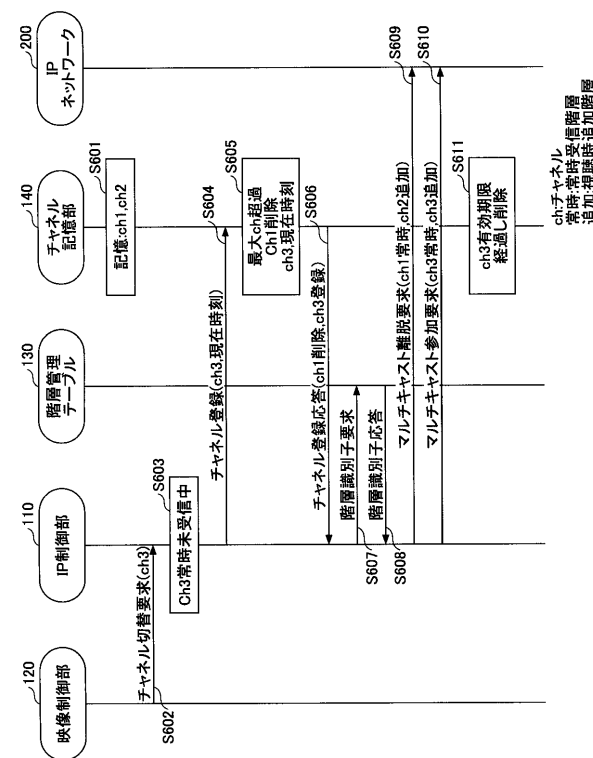 120
映像制御部
110
IP制御部
130
階層管理
テーブル
140
チャネル
記憶部
200
IP
ネットワーク
S601
記憶:ch1,ch2
チャネル切替要求(ch3)
S602
S603
Ch3常時未受信中
チャネル登録(ch3,現在時刻)
S604
S605
最大ch超過
Ch1削除
ch3,現在時刻
チャネル登録応答(ch1削除,ch3登録)
S606
階層識別子要求
S607
階層識別子応答
S608
マルチキャスト離脱要求(ch1常時,ch2追加)
S609
マルチキャスト参加要求(ch3常時,ch3追加)
S610
S611
ch3有効期限
経過し削除
ch:チャネル
常時:常時受信階層
追加:視聴時追加階層